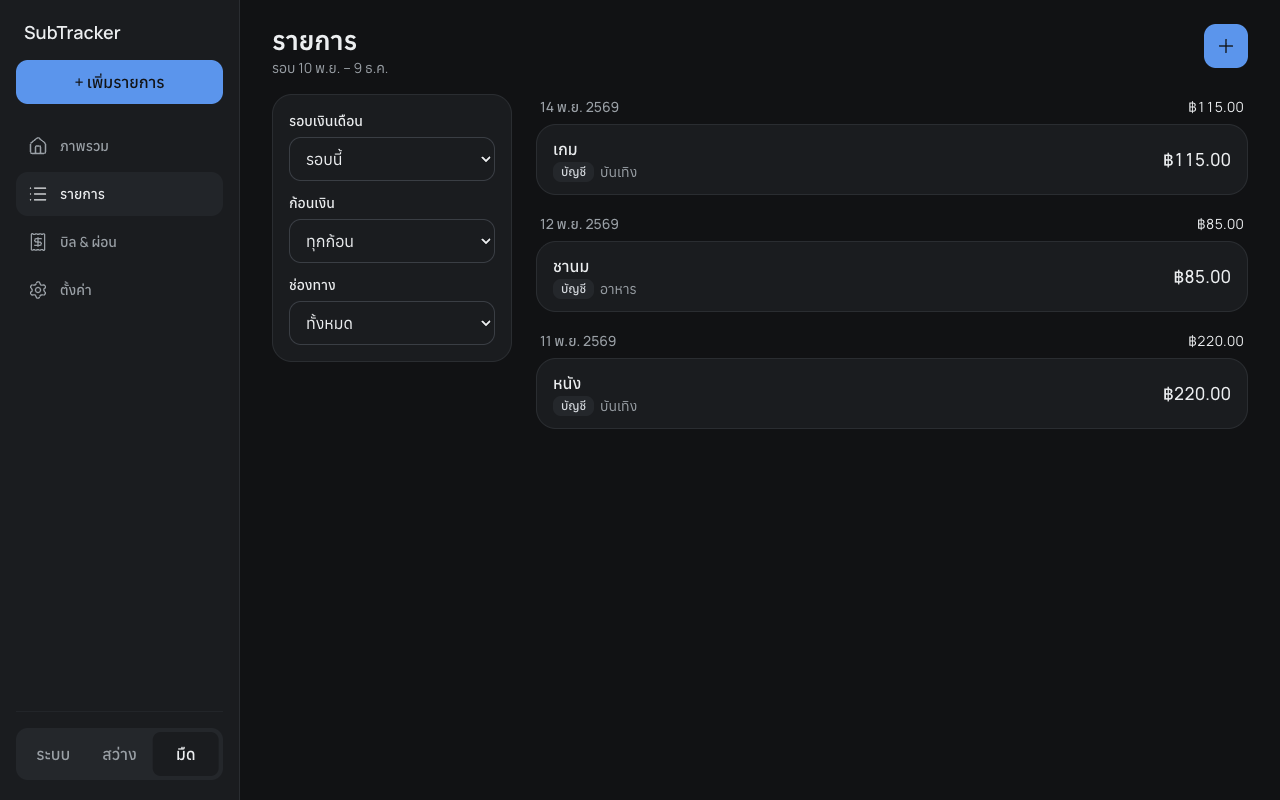 SubTracker
+ เพิ่มรายการ
ภาพรวม
รายการ
บิล & ผ่อน
ตั้งค่า
ระบบ สว่าง มืด
รายการ
รอบ 10 พ.ย. – 9 ธ.ค.
+
รอบเงินเดือน
รอบนี้
ก้อนเงิน
ทุกก้อน
ช่องทาง
ทั้งหมด
14 พ.ย. 2569 ฿115.00
เกม
บัญชี บันเทิง
฿115.00
12 พ.ย. 2569 ฿85.00
ชานม
บัญชี อาหาร
฿85.00
11 พ.ย. 2569 ฿220.00
หนัง
บัญชี บันเทิง
฿220.00